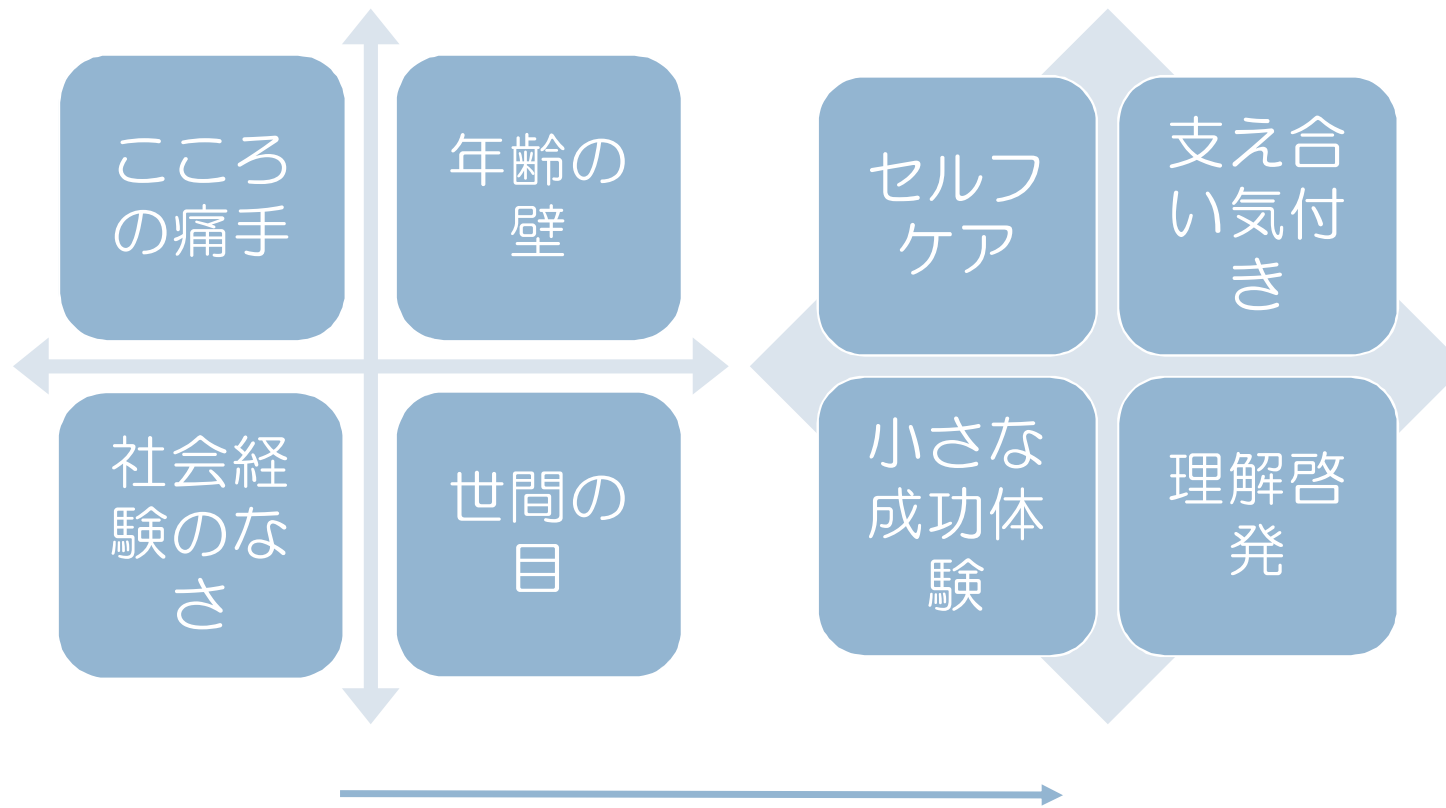 こころ
の痛手
年齢の
壁
社会経
験のな
さ
世間の
目
セルフ
ケア
支え合
い気付
き
小さな
成功体
験
理解啓
発